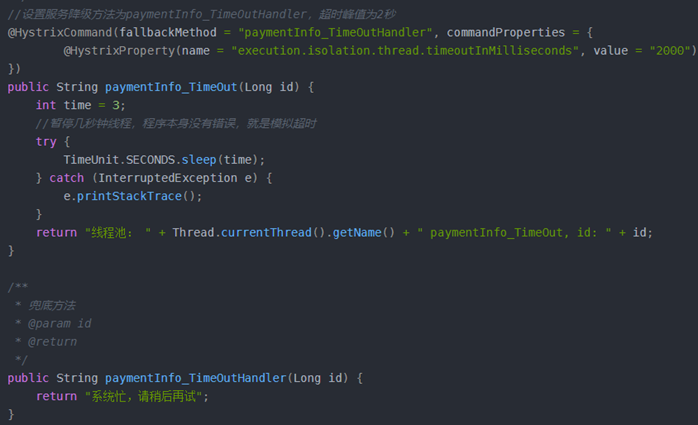 //设置服务降级方法为paymentInfo_TimeOutHandler，超时峰值为2秒
@HystrixCommand(fallbackMethod = "paymentInfo_TimeOutHandler", commandProperties = {
        @HystrixProperty(name = "execution.isolation.thread.timeoutInMilliseconds", value = "2000")
})
public String paymentInfo_TimeOut(Long id) {
    int time = 3;
    //暂停几秒钟线程，程序本身没有错误，就是模拟超时
    try {
        TimeUnit.SECONDS.sleep(time);
    } catch (InterruptedException e) {
        e.printStackTrace();
    }
    return "线程池： " + Thread.currentThread().getName() + " paymentInfo_TimeOut, id: " + id;
}

/**
 * 兜底方法
 * @param id
 * @return
 */
public String paymentInfo_TimeOutHandler(Long id) {
    return "系统忙，请稍后再试";
}